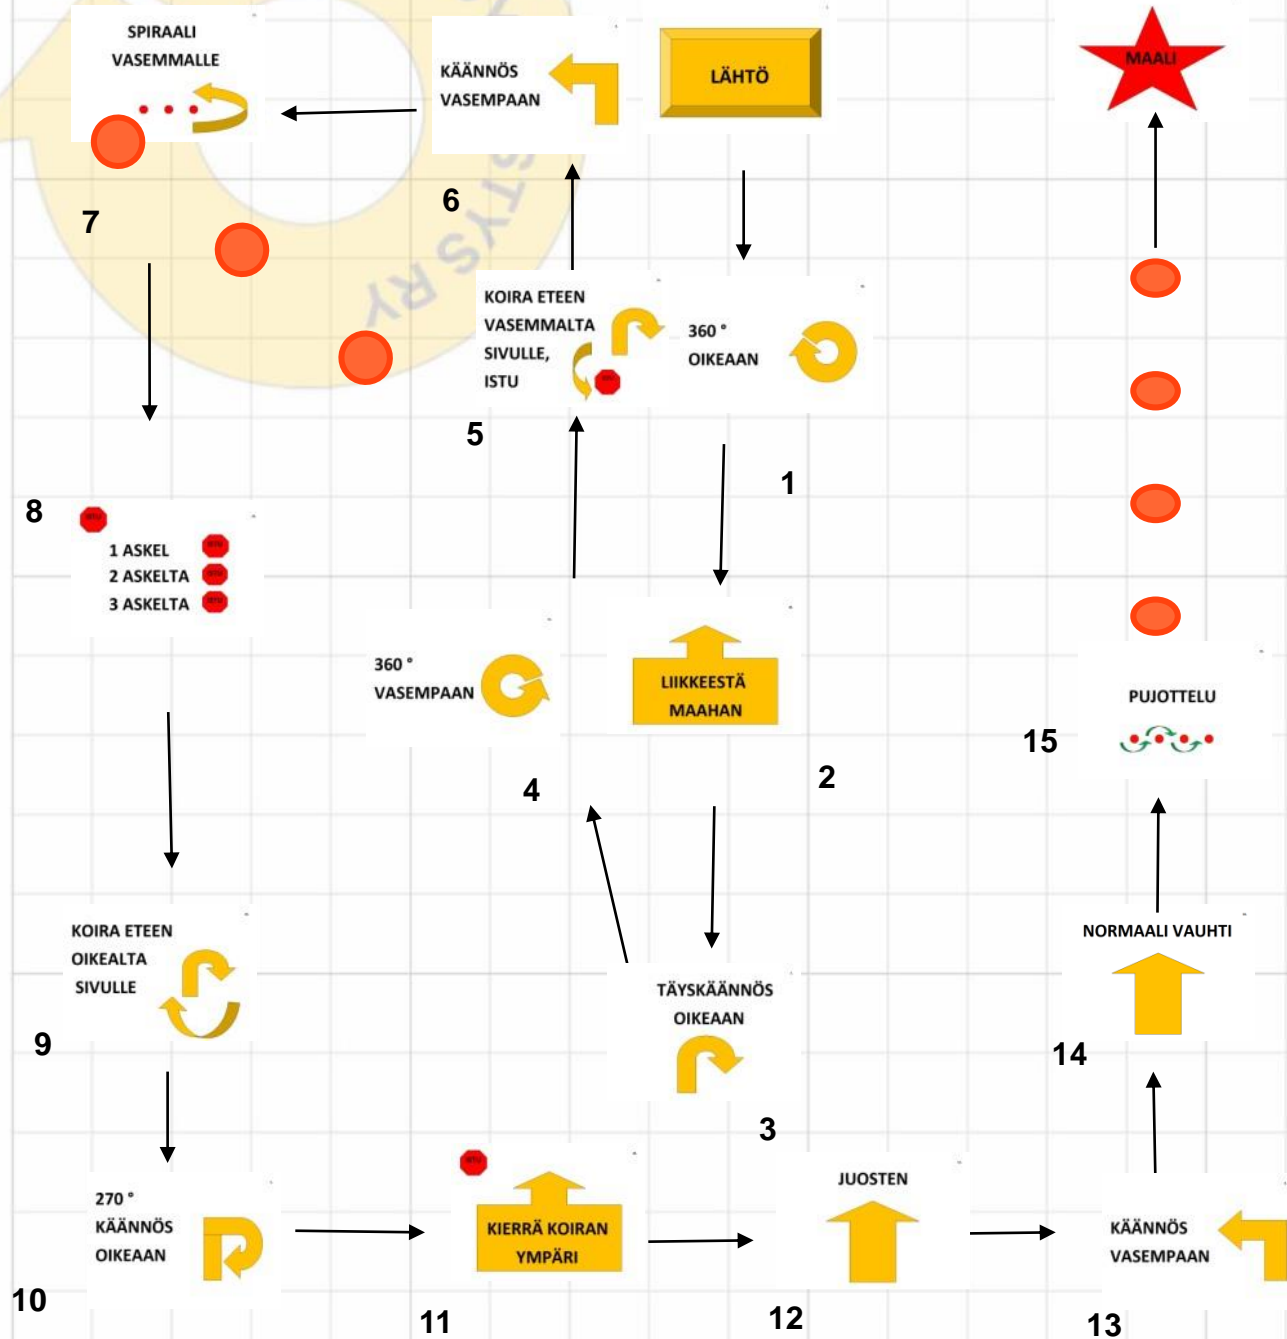 SPIRAALI
VASEMMALLE
KÄÄNNÖS
VASEMPAAN
LÄHTÖ
MAALI
6
7
STYS RY
KOIRA ETEEN
VASEMMALTA
SIVULLE,
ISTU
360 °
OIKEAAN
5
1
8
1 ASKEL
2 ASKELTA
3 ASKELTA
360 °
VASEMPAAN
LIIKKEESTÄ
MAAHAN
PUJOTTELU
15
2
4
KOIRA ETEEN
OIKEALTA
SIVULLE
NORMAALI VAUHTI
TÄYSKÄÄNNÖS
OIKEAAN
9
14
3
270 °
KÄÄNNÖS
OIKEAAN
KIERRÄ KOIRAN
YMPÄRI
JUOSTEN
KÄÄNNÖS
VASEMPAAN
10
11
12
13